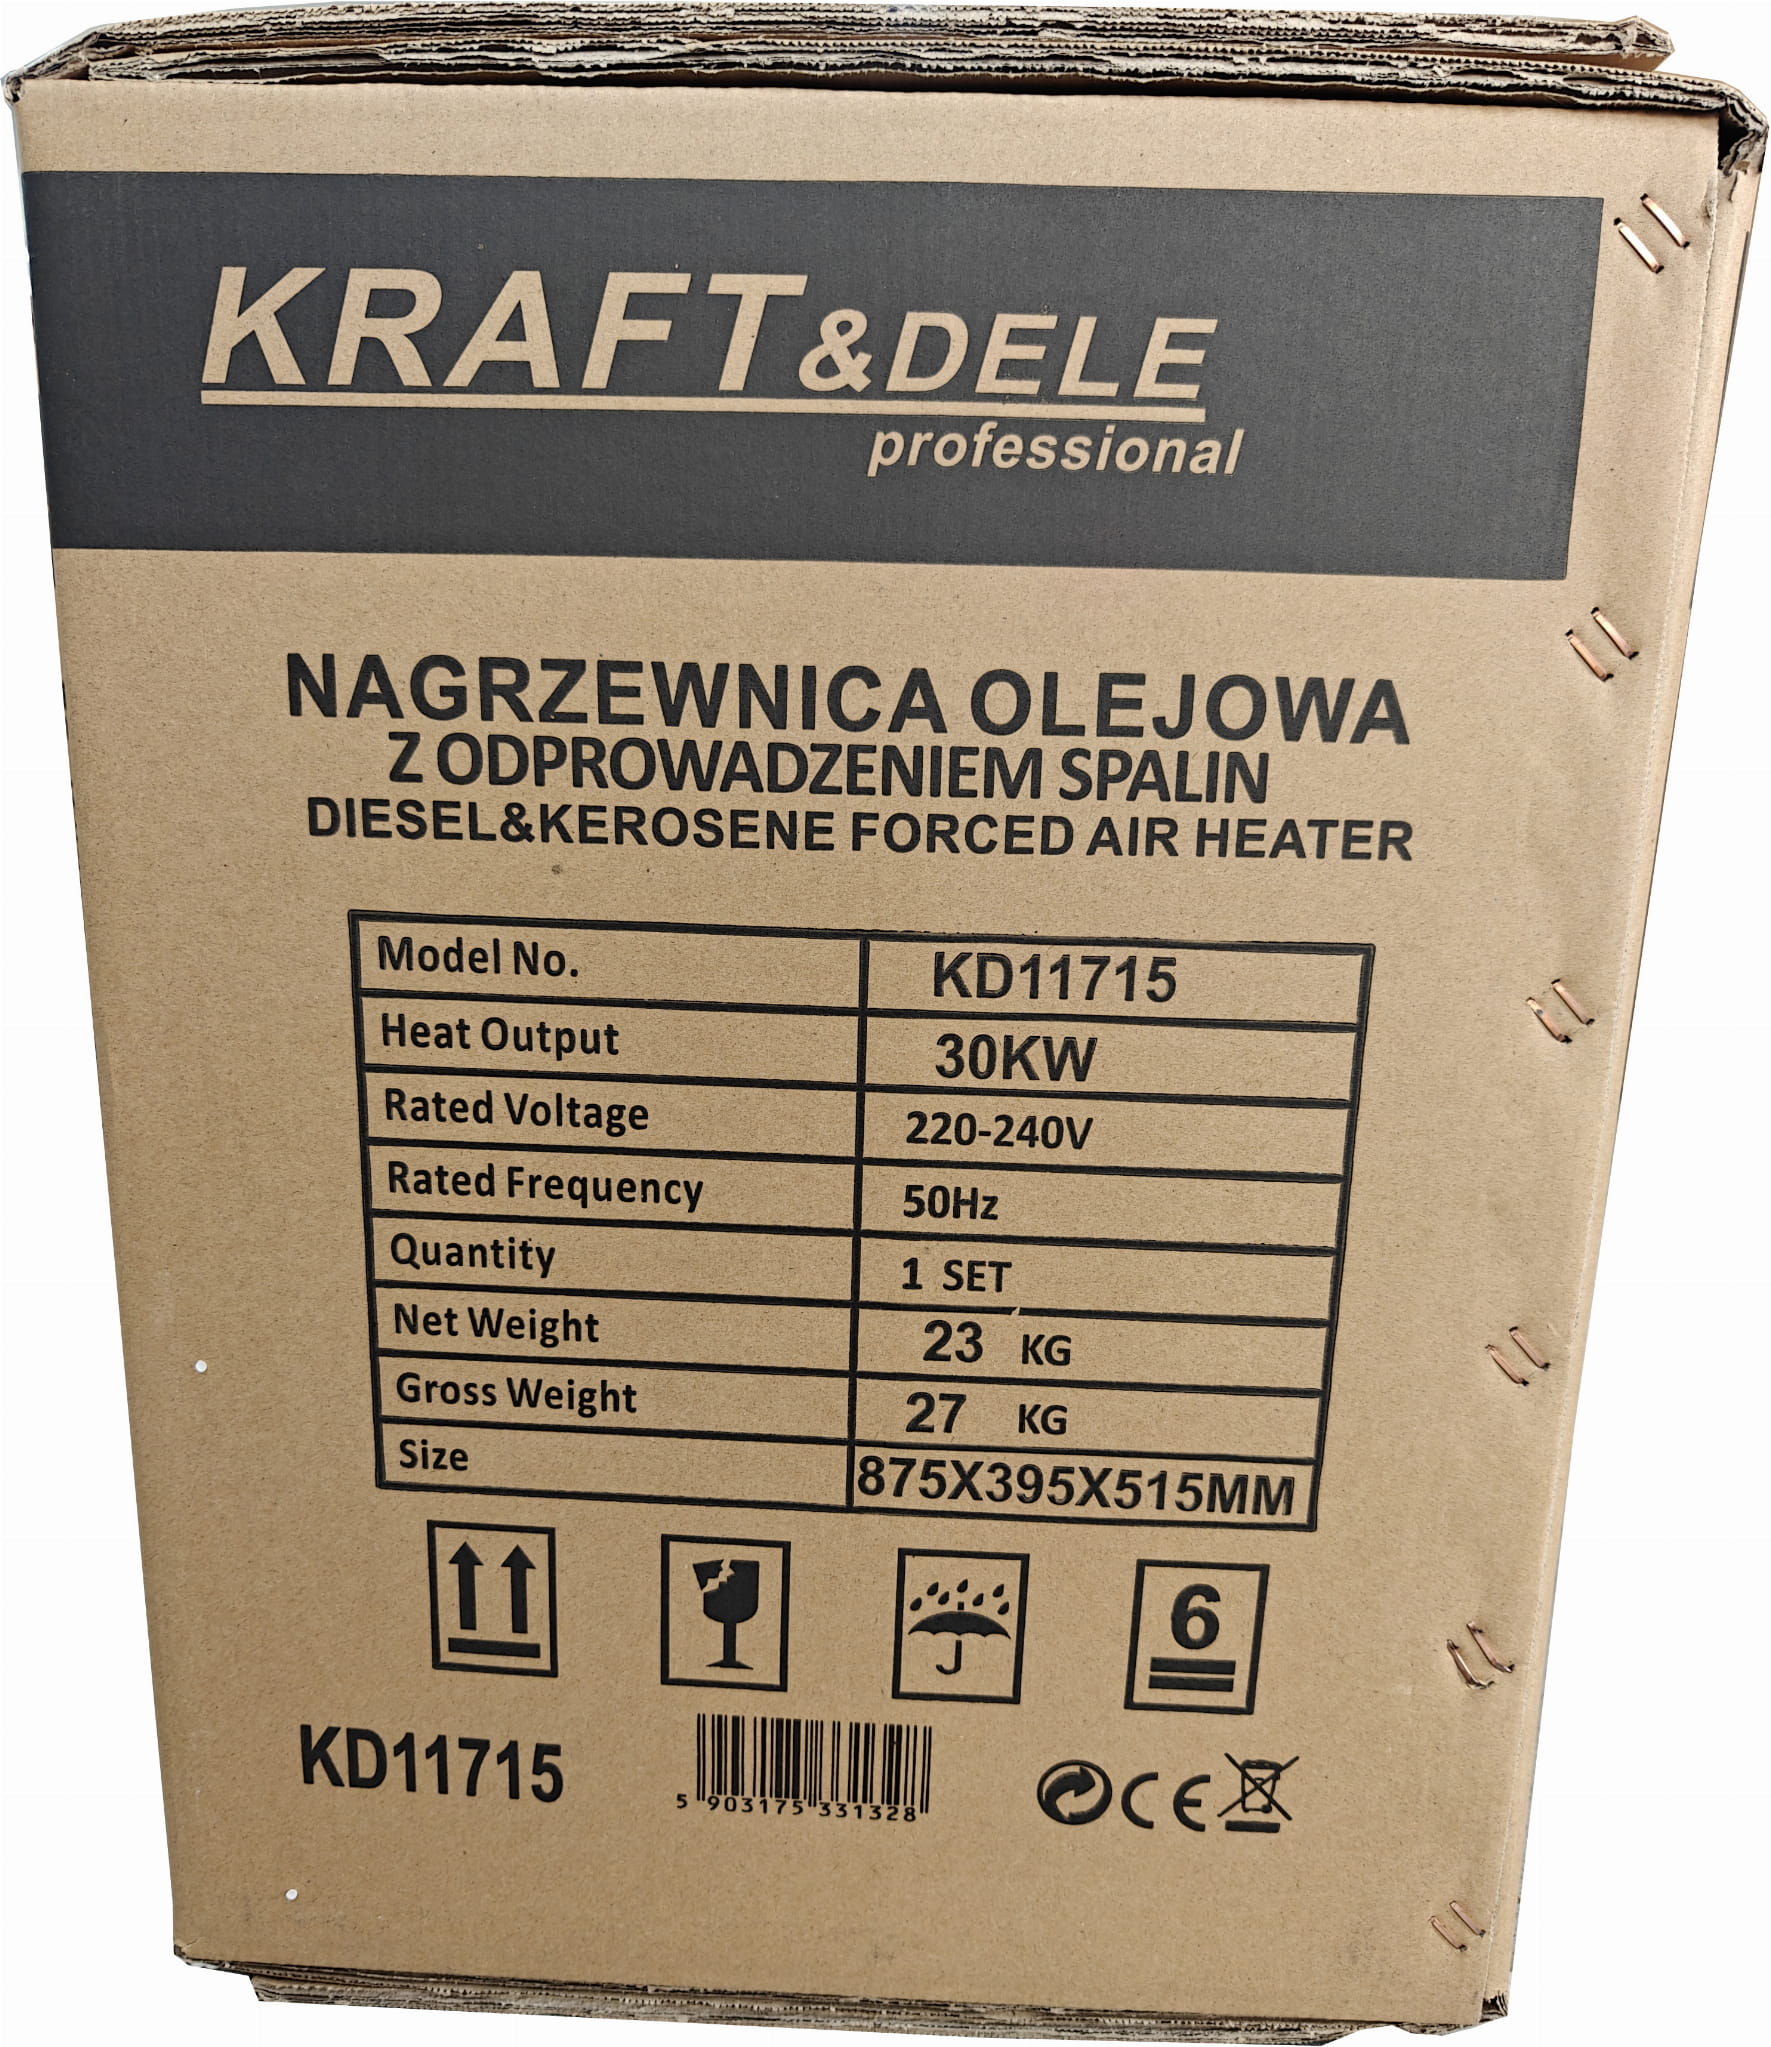 KRAFT&DELE
professional
NAGRZEWNICA OLEJOWA
Z ODPROWADZENIEM SPALIN
DIESEL&KEROSENE FORCED AIR HEATER
Model No. KD11715
Heat Output 30KW
Rated Voltage 220-240V
Rated Frequency 50Hz
Quantity 1 SET
Net Weight 23 KG
Gross Weight 27 KG
Size 875X395X515MM
6
KD11715
5 903175 331328
CE